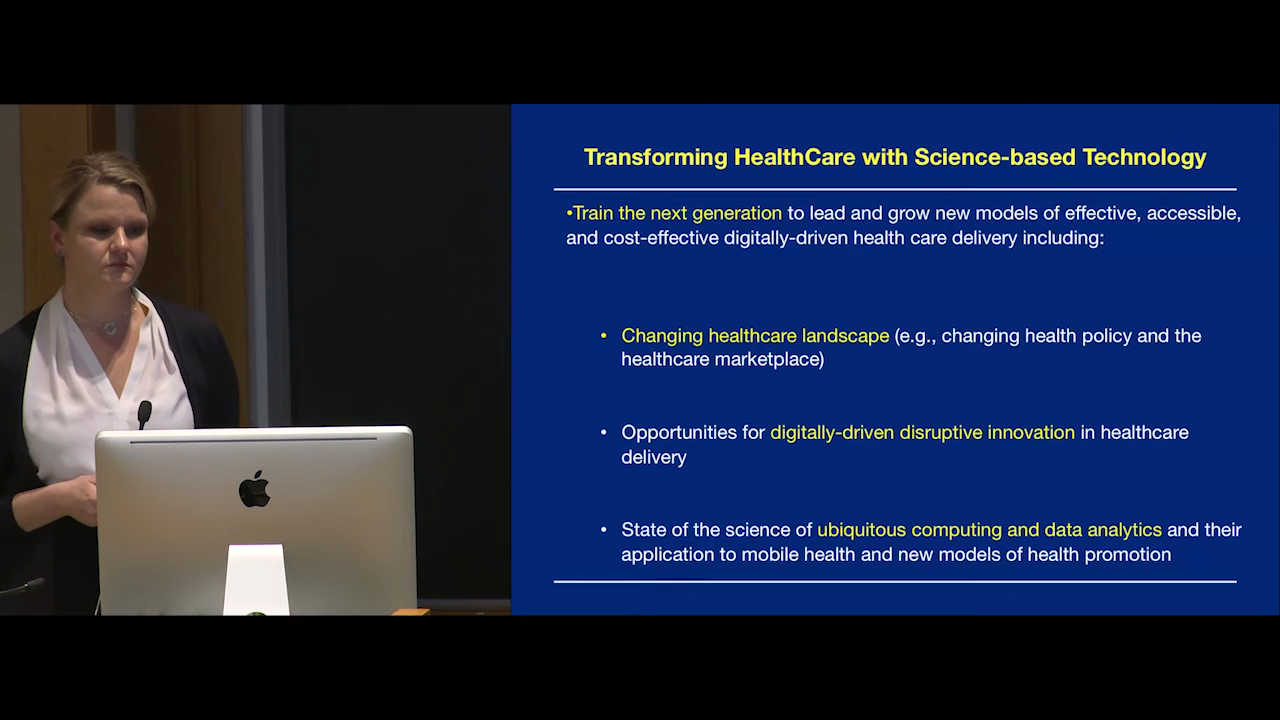 Transforming HealthCare with Science-based Technology
•Train the next generation to lead and grow new models of effective, accessible,
and cost-effective digitally-driven health care delivery including:
• Changing healthcare landscape (e.g., changing health policy and the
healthcare marketplace)
• Opportunities for digitally-driven disruptive innovation in healthcare
delivery
• State of the science of ubiquitous computing and data analytics and their
application to mobile health and new models of health promotion